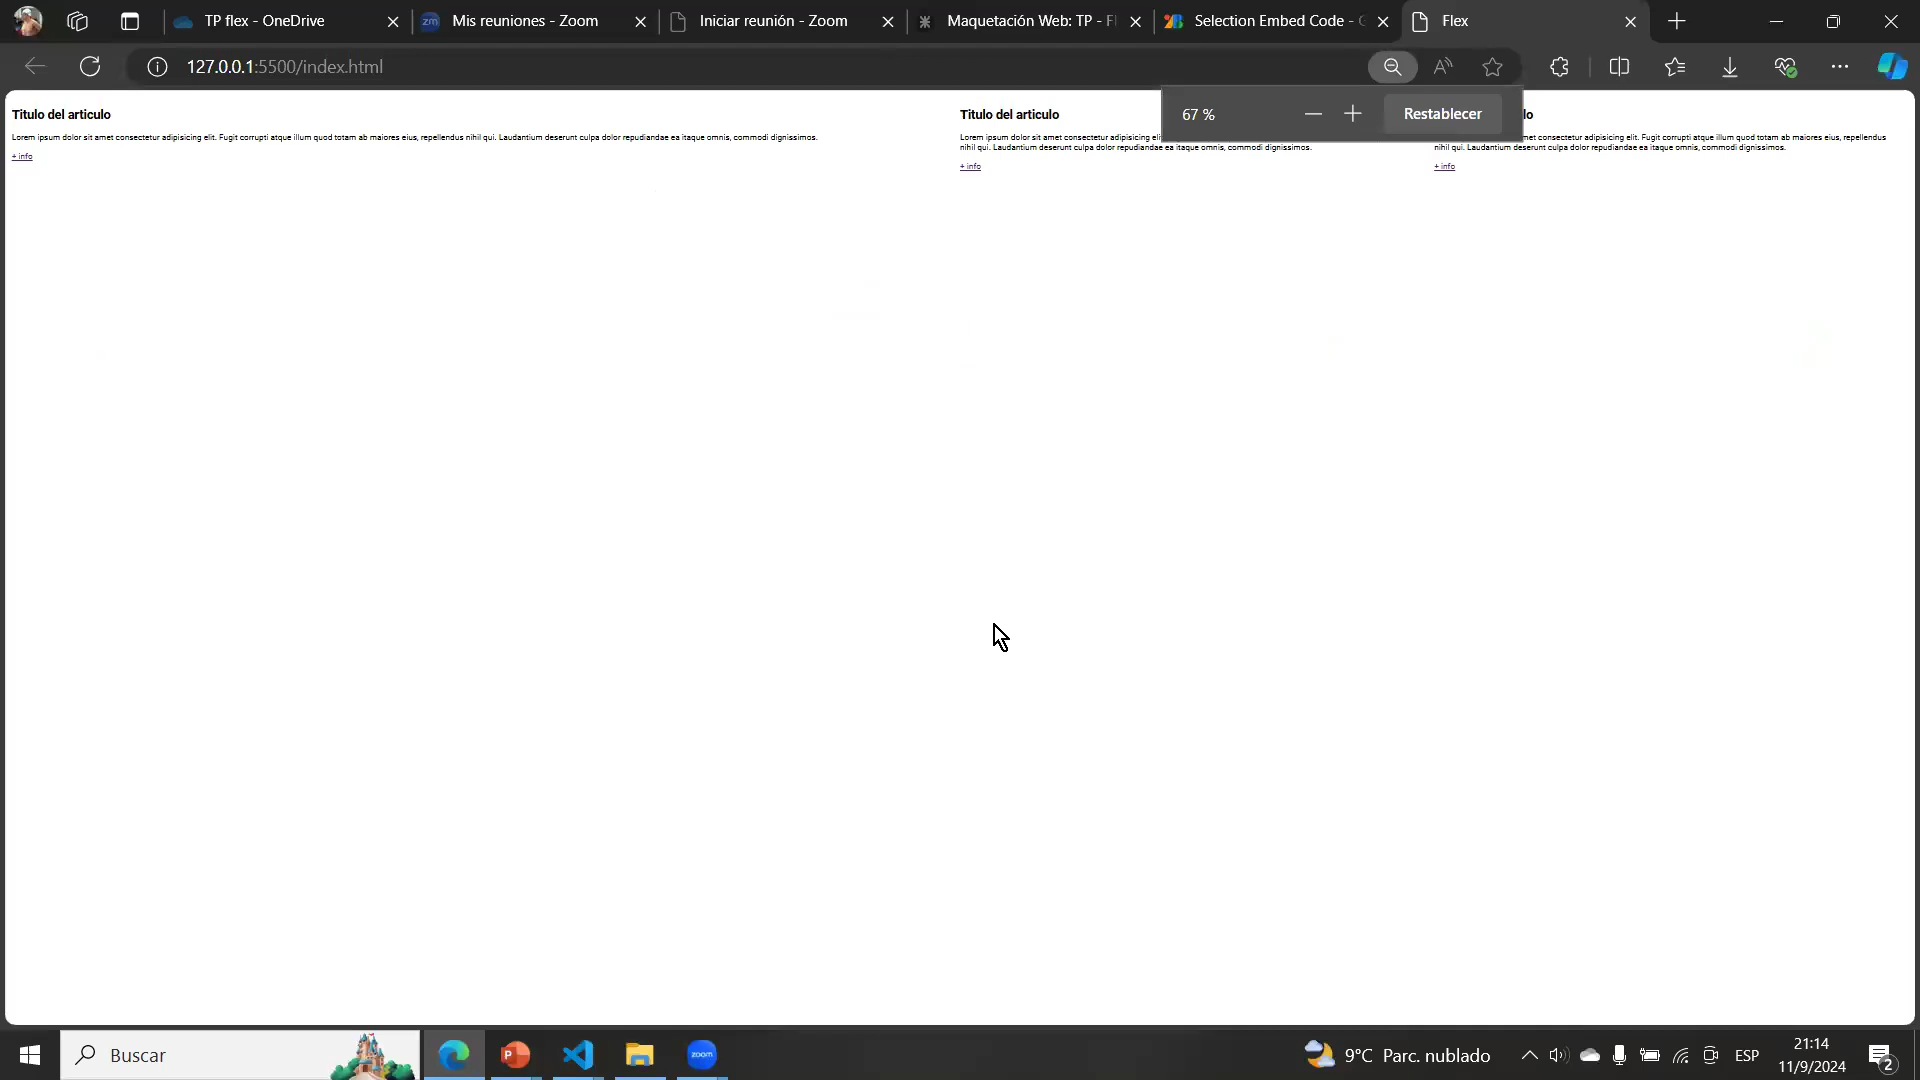 TP flex - OneDrive
Mis reuniones - Zoom
Iniciar reunión - Zoom
Maquetación Web: TP - Fl
Selection Embed Code - G
Flex
127.0.0.1:5500/index.html
67 %
Restablecer
Titulo del articulo
Lorem ipsum dolor sit amet consectetur adipisicing elit. Fugit corrupti atque illum quod totam ab maiores eius, repellendus nihil qui. Laudantium deserunt culpa dolor repudiandae ea itaque omnis, commodi dignissimos.
+ info
Titulo del articulo
Lorem ipsum dolor sit amet consectetur adipisicing eli
nihil qui. Laudantium deserunt culpa dolor repudiandae ea itaque omnis, commodi dignissimos.
+ info
lo
met consectetur adipisicing elit. Fugit corrupti atque illum quod totam ab maiores eius, repellendus
nihil qui. Laudantium deserunt culpa dolor repudiandae ea itaque omnis, commodi dignissimos.
+ info
Buscar
zoom
9°C Parc. nublado
ESP
21:14
11/9/2024
2